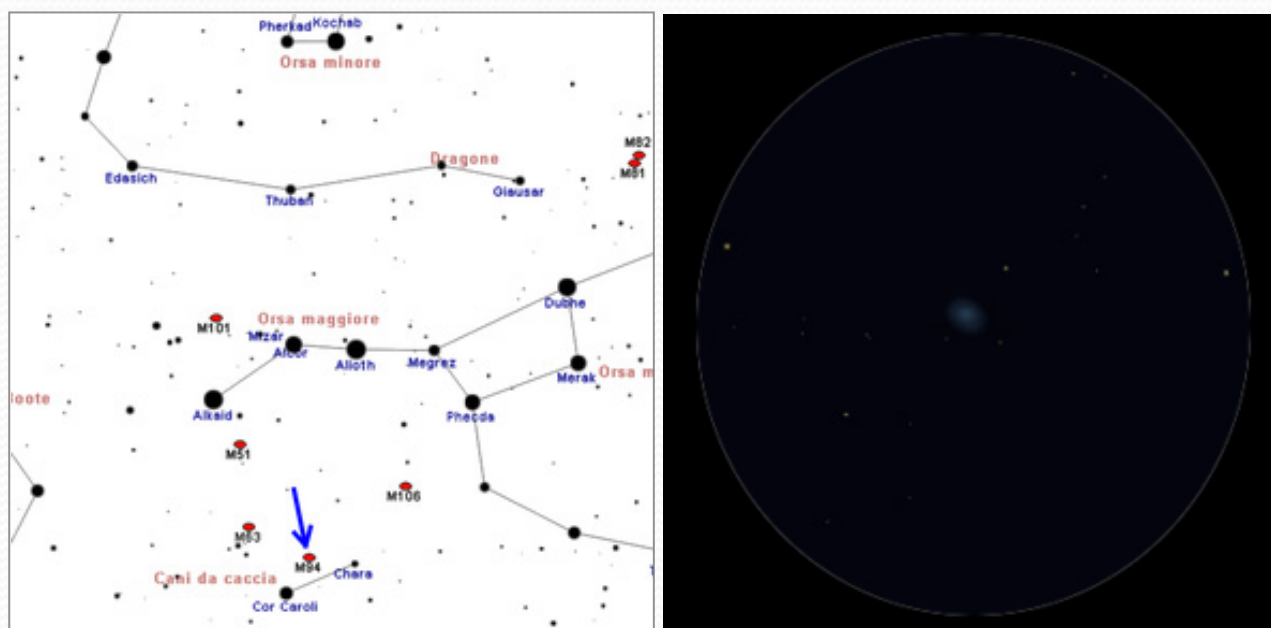 Pherkad Kochab
Orsa minore
M82
M81
Dragone
Edasich
Thuban
Giausar
Dubhe
M101
Orsa maggiore
Mizar
Alcor
Alioth
Megrez
Merak
Orsa m
Boote
Alkaid
Phecda
M51
M106
M63
M94
Chara
Cani da caccia
Cor Caroli